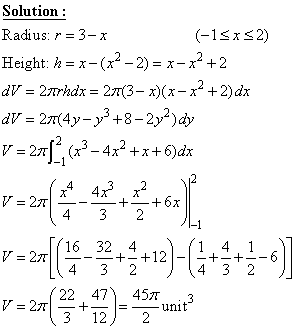 Solution :
Radius: r = 3 − x (−1 ≤ x ≤ 2)
Height: h = x − (x² − 2) = x − x² + 2
dV = 2πrhdx = 2π(3 − x)(x − x² + 2)dx
dV = 2π(4y − y³ + 8 − 2y²)dy
V = 2π∫₋₁²(x³ − 4x² + x + 6)dx
V = 2π(x⁴/4 − 4x³/3 + x²/2 + 6x)|₋₁²
V = 2π[(16/4 − 32/3 + 4/2 + 12) − (1/4 + 4/3 + 1/2 − 6)]
V = 2π(22/3 + 47/12) = 45π/2 unit³